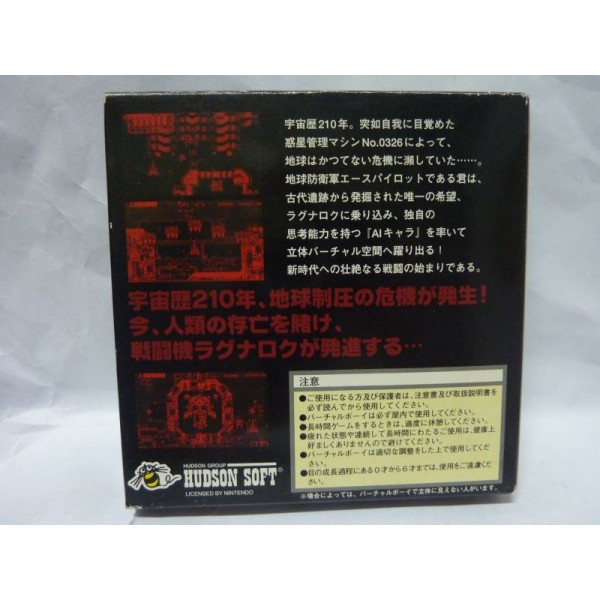 宇宙歴210年。突如自我に目覚めた
惑星管理マシンNo.0326によって、
地球はかつてない危機に瀕していた……。
地球防衛軍エースパイロットである君は、
古代遺跡から発掘された唯一の希望、
ラグナロクに乗り込み、独自の
思考能力を持つ『AIキャラ』を率いて
立体バーチャル空間へ躍り出る!
新時代への壮絶なる戦闘の始まりである。
宇宙歴210年、地球制圧の危機が発生!
今、人類の存亡を賭け、
戦闘機ラグナロクが発進する…
注意
●ご使用になる方及び保護者は、注意書及び取扱説明書を
必ず読んでから使用してください。
●バーチャルボーイは必ず屋内で使用してください。
●長時間ゲームをするときは、適度に休憩してください。
●疲れた状態や連続して長時間にわたるご使用は、健康上
好ましくありませんので避けてください。
●バーチャルボーイは適切な調整をした上で使用してくだ
さい。
●目の成長過程にある0才から6才までは、使用をご遠慮くだ
さい。
※場合によっては、バーチャルボーイで立体に見えない人がいます。
HUDSON GROUP
HUDSON SOFT®
LICENSED BY NINTENDO